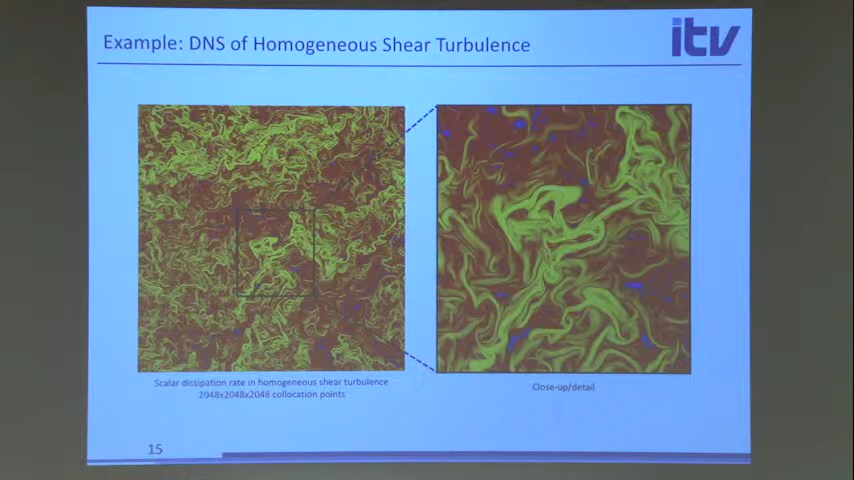 Example: DNS of Homogeneous Shear Turbulence
itv
Scalar dissipation rate in homogeneous shear turbulence
2048x2048x2048 collocation points
Close-up/detail
15